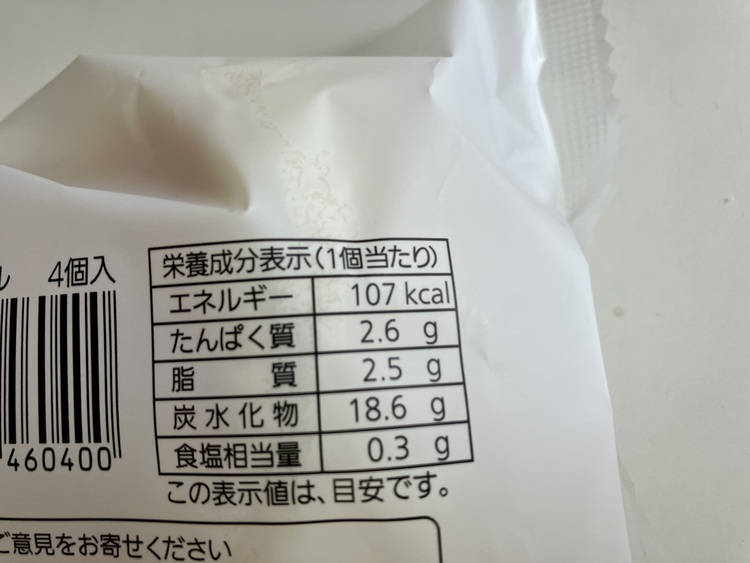 ル 4個入
460400
栄養成分表示(1個当たり)
エネルギー 107 kcal
たんぱく質 2.6 g
脂質 2.5 g
炭水化物 18.6 g
食塩相当量 0.3 g
この表示値は、目安です。
ご意見をお寄せください